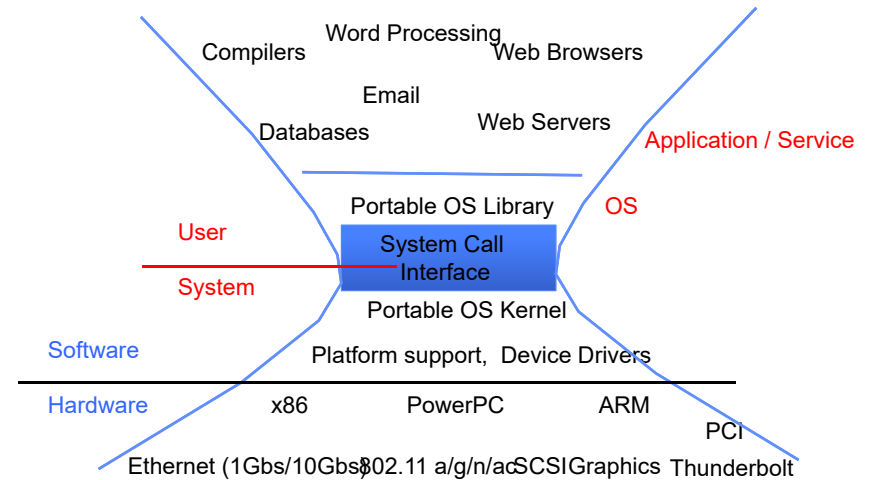 Word Processing
Compilers
Web Browsers
Email
Web Servers
Databases
Application / Service
Portable OS Library
OS
User
System Call
Interface
System
Portable OS Kernel
Software
Platform support, Device Drivers
Hardware
x86
PowerPC
ARM
PCI
Ethernet (1Gbs/10Gbs)
802.11 a/g/n/ac
SCSI
Graphics
Thunderbolt